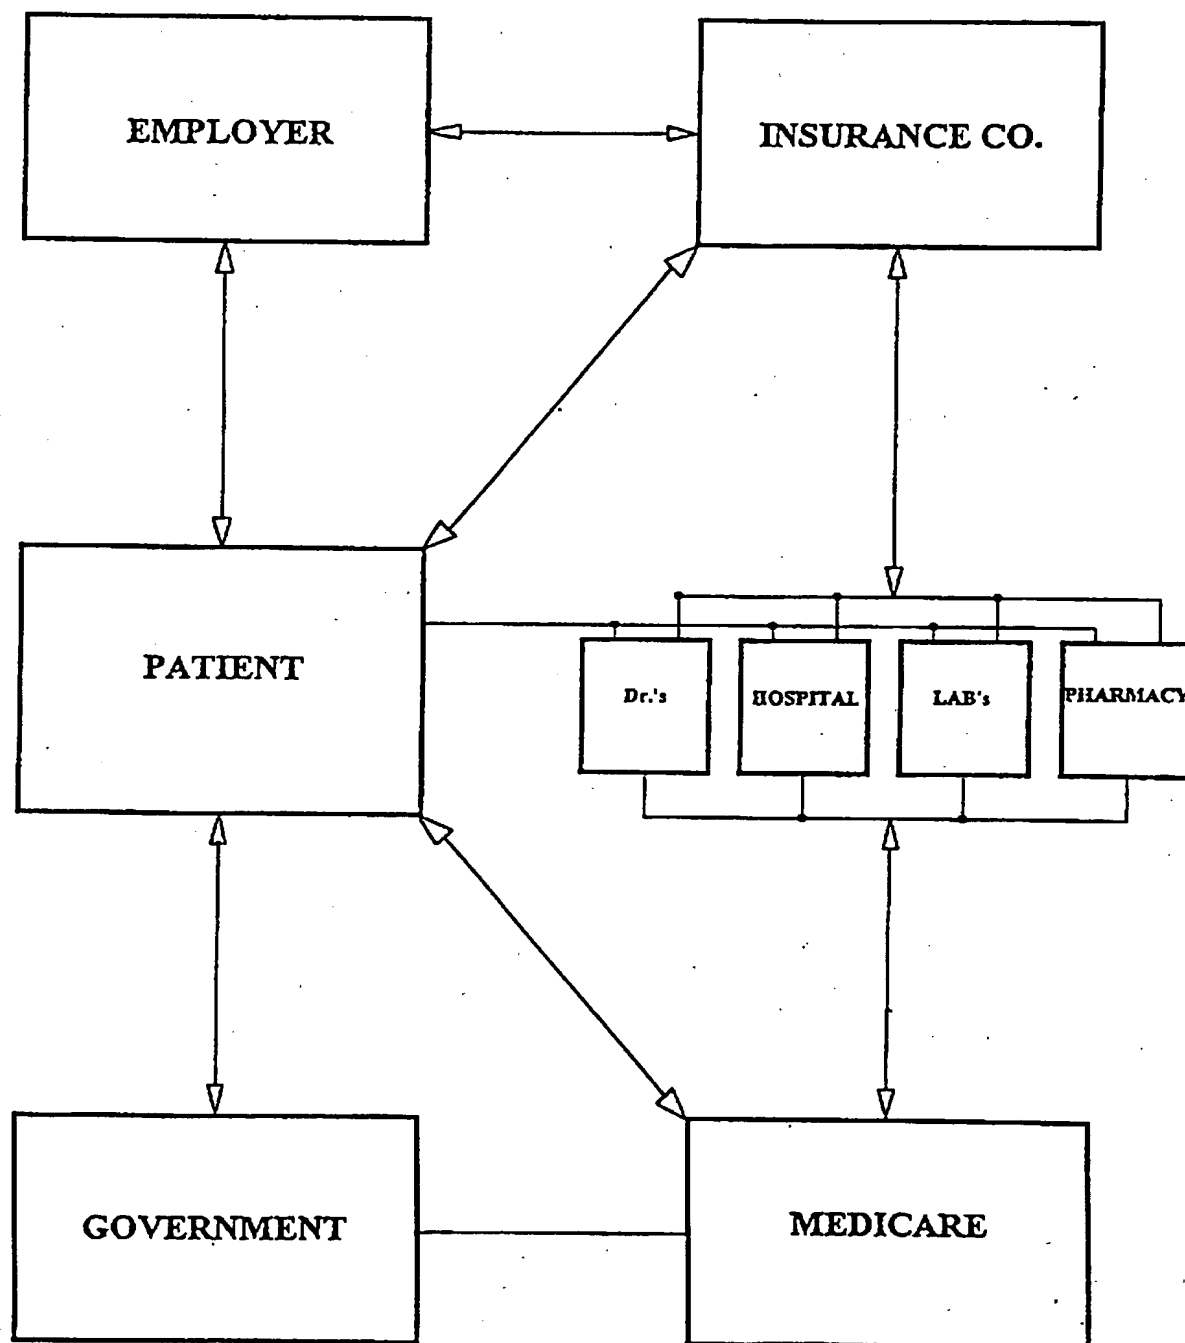 EMPLOYER
INSURANCE CO.
PATIENT
Dr.'s
HOSPITAL
LAB's
PHARMACY
GOVERNMENT
MEDICARE